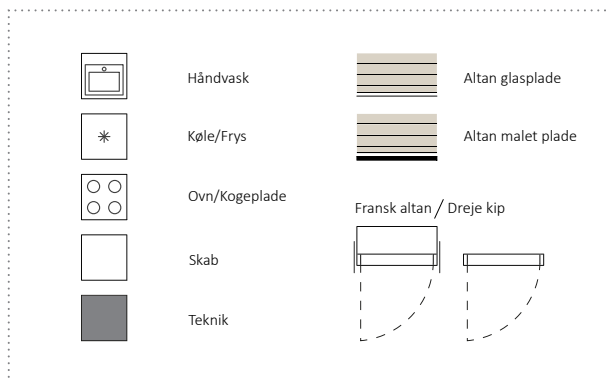 Håndvask
Køle/Frys
Ovn/Kogeplade
Skab
Teknik
Altan glasplade
Altan malet plade
Fransk altan / Dreje kip